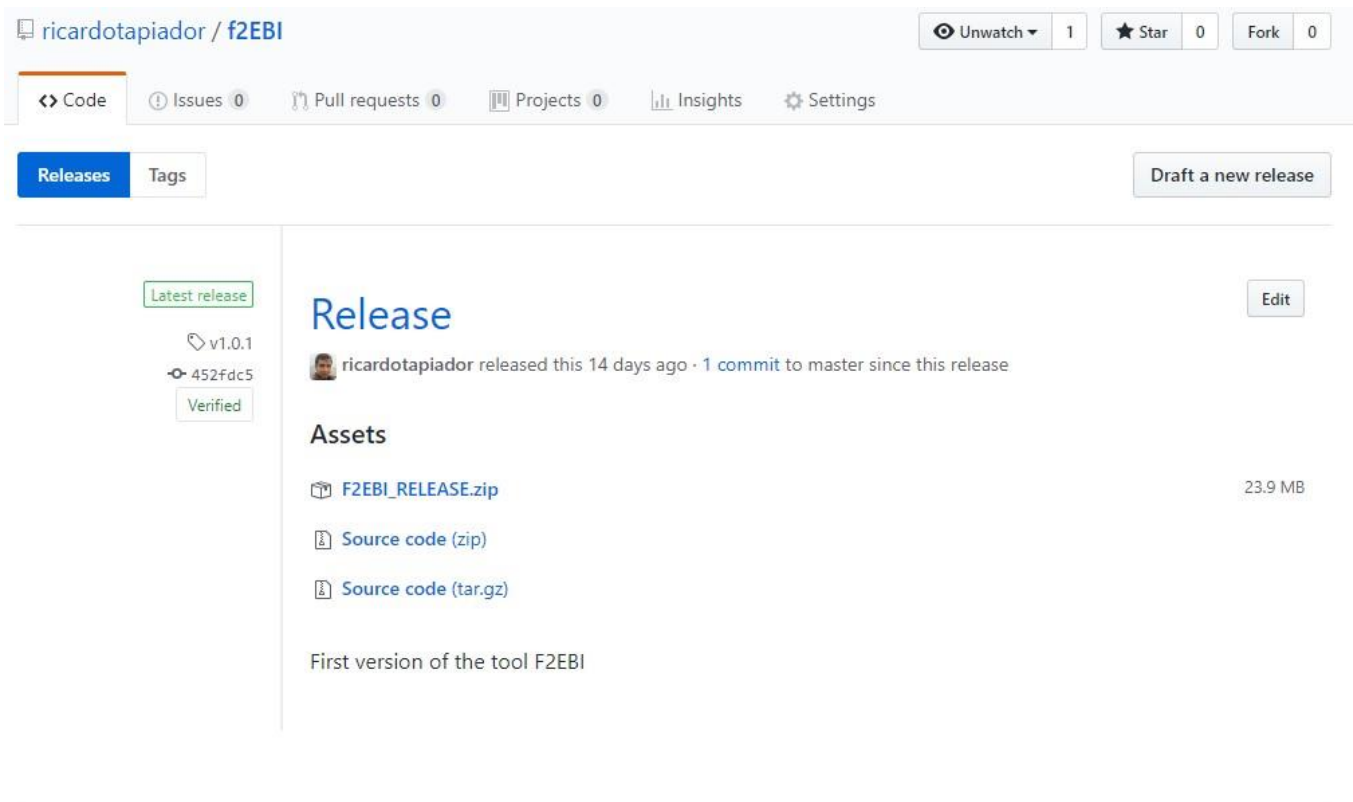 ricardotapiador / f2EBI
Unwatch 1 Star 0 Fork 0
Code Issues 0 Pull requests 0 Projects 0 Insights Settings
Releases Tags Draft a new release
Latest release
v1.0.1
452fdc5
Verified
Release Edit
ricardotapiador released this 14 days ago · 1 commit to master since this release
Assets
F2EBI_RELEASE.zip 23.9 MB
Source code (zip)
Source code (tar.gz)
First version of the tool F2EBI